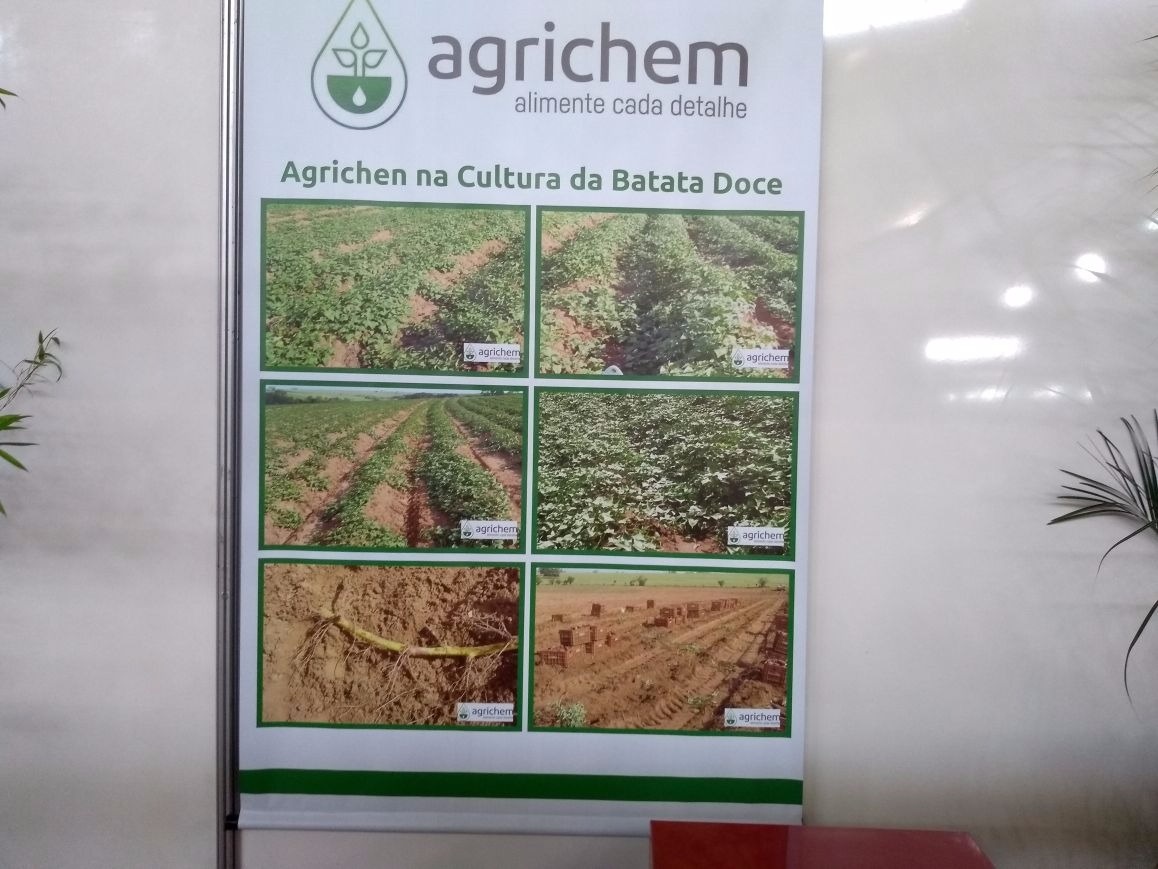 agrichem
alimente cada detalhe
Agrichen na Cultura da Batata Doce
agrichem
agrichem
agrichem
agrichem
agrichem
agrichem